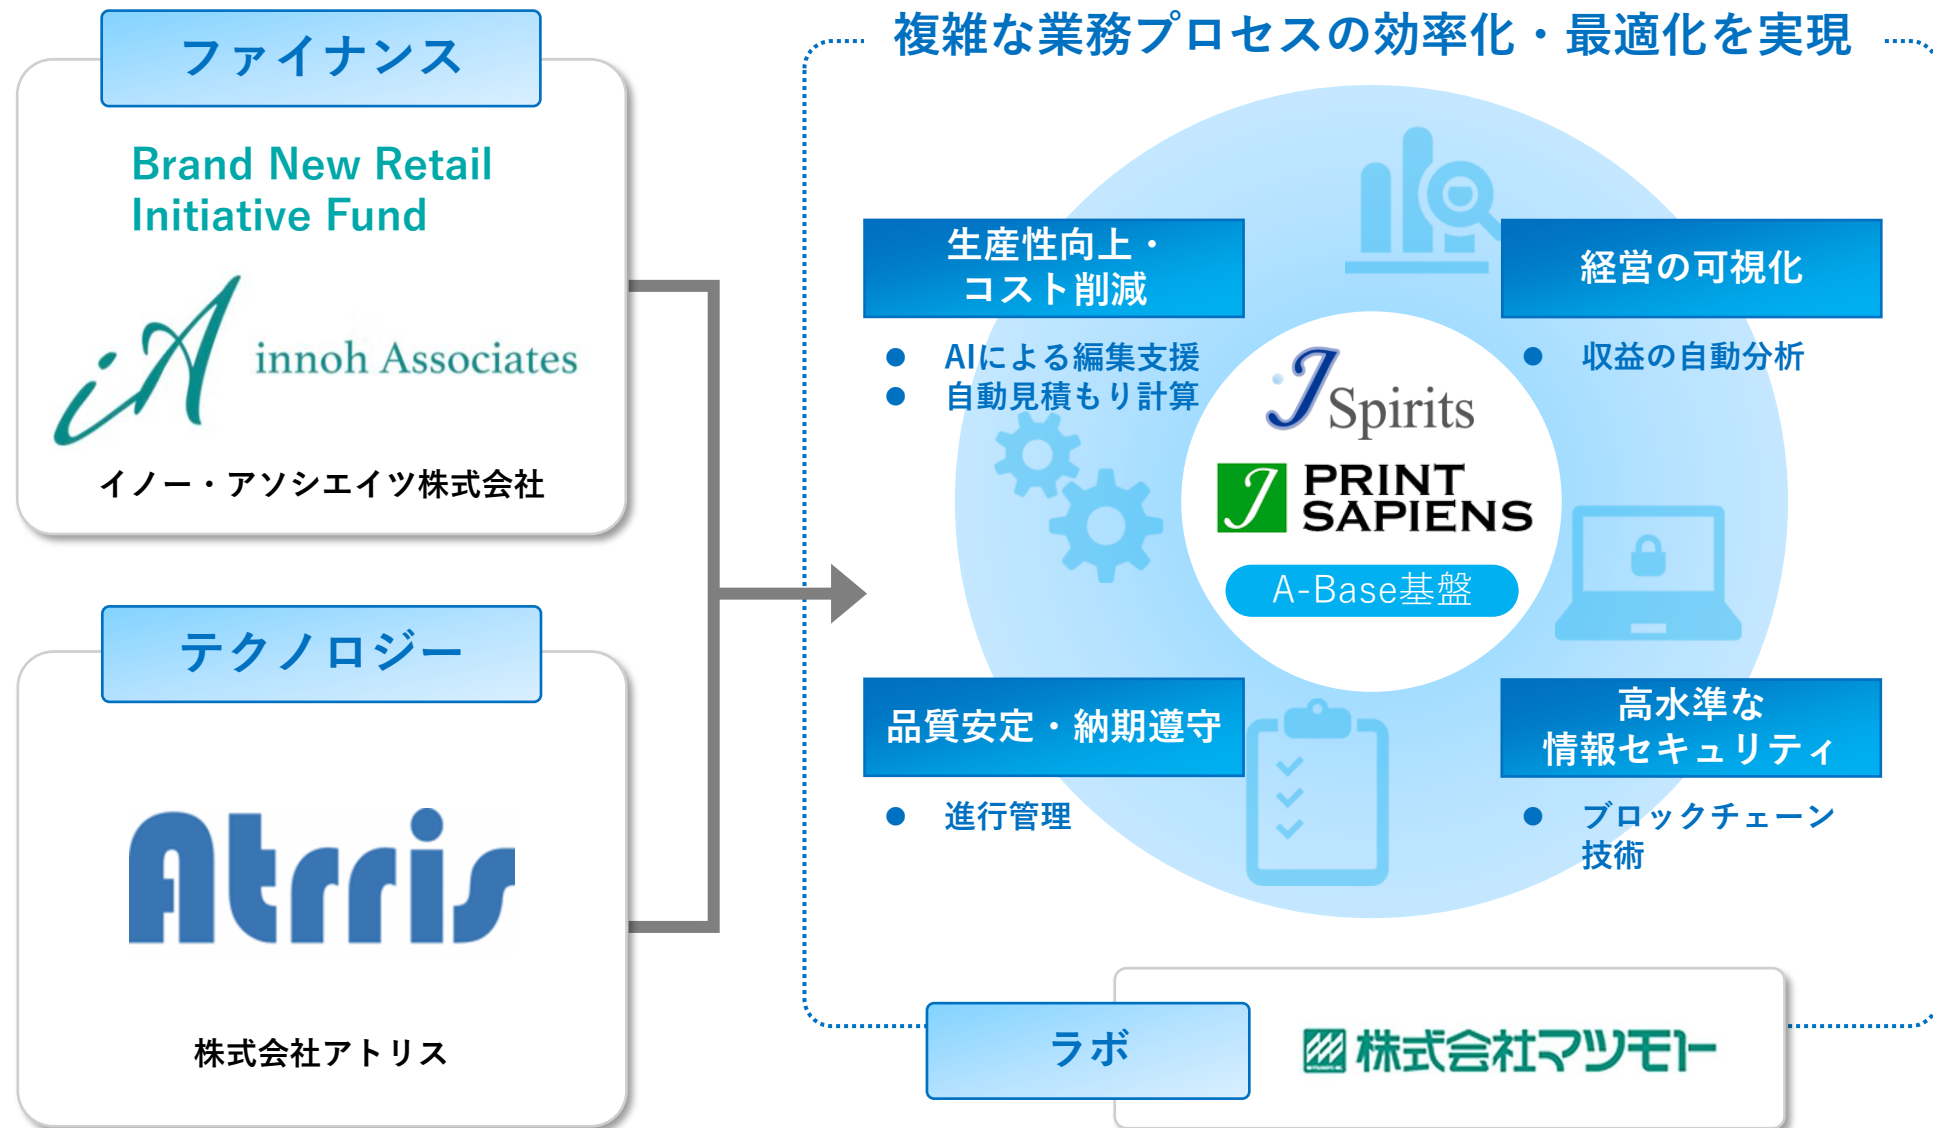 ファイナンス
Brand New Retail
Initiative Fund
iA innoh Associates
イノー・アソシエイツ株式会社
テクノロジー
Atrris
株式会社アトリス
複雑な業務プロセスの効率化・最適化を実現
生産性向上・
コスト削減
● AIによる編集支援
● 自動見積もり計算
経営の可視化
● 収益の自動分析
J Spirits
J PRINT
SAPIENS
A-Base基盤
品質安定・納期遵守
● 進行管理
高水準な
情報セキュリティ
● ブロックチェーン
技術
ラボ
株式会社マツモト